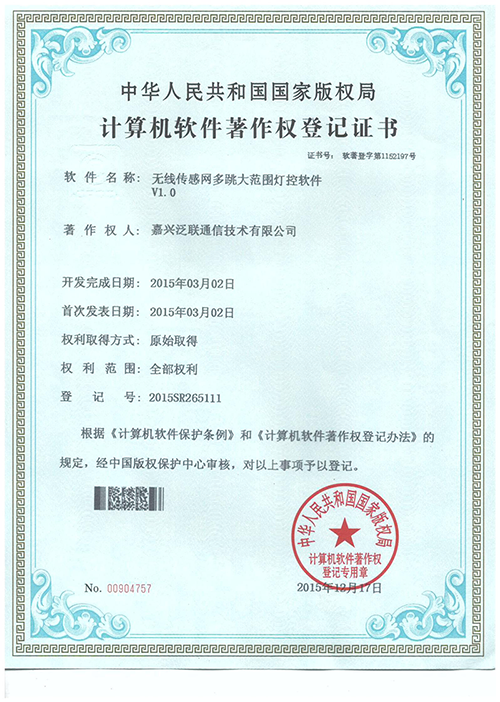 中华人民共和国国家版权局
计算机软件著作权登记证书
证书号： 软著登字第1152197号
软件名称： 无线传感网多跳大范围灯控软件
V1.0
著作权人： 嘉兴泛联通信技术有限公司
开发完成日期： 2015年03月02日
首次发表日期： 2015年03月02日
权利取得方式： 原始取得
权利范围： 全部权利
登记号： 2015SR265111
根据《计算机软件保护条例》和《计算机软件著作权登记办法》的
规定，经中国版权保护中心审核，对以上事项予以登记。
中华人民共和国国家版权局
计算机软件著作权
登记专用章
No. 00904757
2015年12月17日